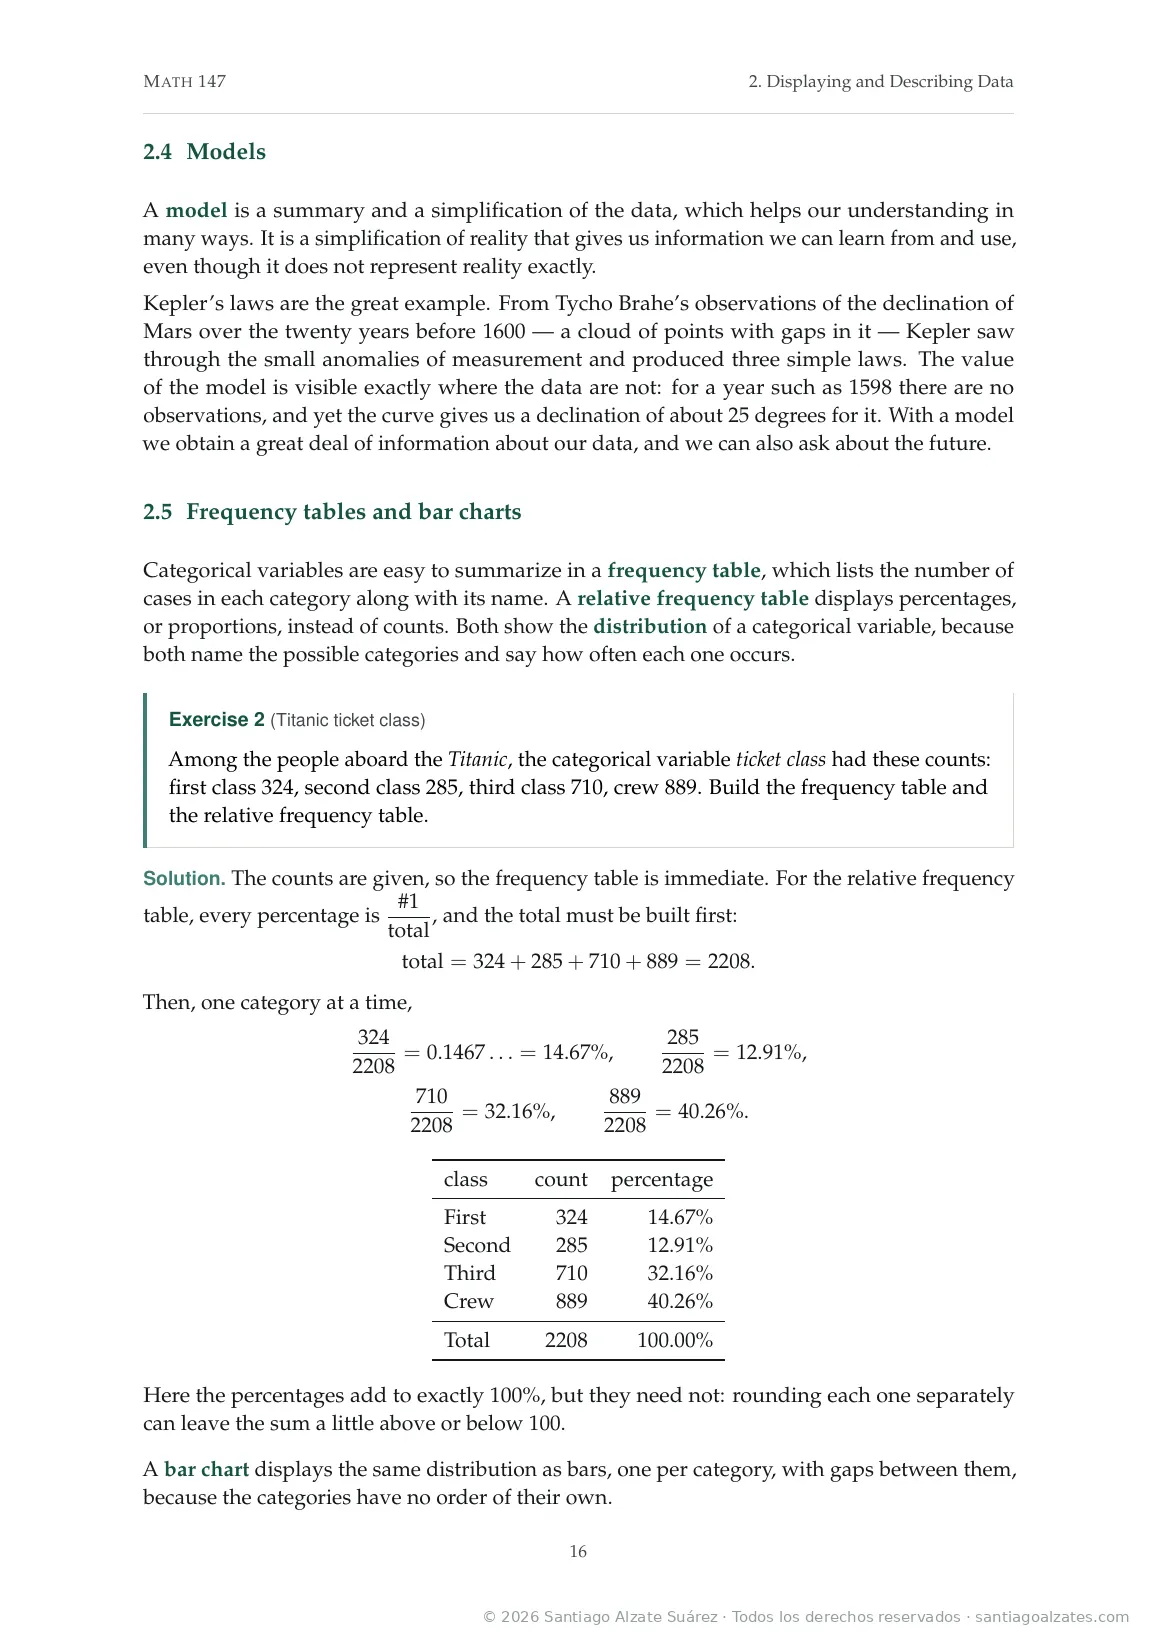 MATH 147 2. Displaying and Describing Data
2.4 Models
A model is a summary and a simplification of the data, which helps our understanding in
many ways. It is a simplification of reality that gives us information we can learn from and use,
even though it does not represent reality exactly.
Kepler's laws are the great example. From Tycho Brahe's observations of the declination of
Mars over the twenty years before 1600 — a cloud of points with gaps in it — Kepler saw
through the small anomalies of measurement and produced three simple laws. The value
of the model is visible exactly where the data are not: for a year such as 1598 there are no
observations, and yet the curve gives us a declination of about 25 degrees for it. With a model
we obtain a great deal of information about our data, and we can also ask about the future.
2.5 Frequency tables and bar charts
Categorical variables are easy to summarize in a frequency table, which lists the number of
cases in each category along with its name. A relative frequency table displays percentages,
or proportions, instead of counts. Both show the distribution of a categorical variable, because
both name the possible categories and say how often each one occurs.
Exercise 2 (Titanic ticket class)
Among the people aboard the Titanic, the categorical variable ticket class had these counts:
first class 324, second class 285, third class 710, crew 889. Build the frequency table and
the relative frequency table.
Solution. The counts are given, so the frequency table is immediate. For the relative frequency
table, every percentage is #1/total, and the total must be built first:
total = 324 + 285 + 710 + 889 = 2208.
Then, one category at a time,
324/2208 = 0.1467 . . . = 14.67%, 285/2208 = 12.91%,
710/2208 = 32.16%, 889/2208 = 40.26%.
class count percentage
First 324 14.67%
Second 285 12.91%
Third 710 32.16%
Crew 889 40.26%
Total 2208 100.00%
Here the percentages add to exactly 100%, but they need not: rounding each one separately
can leave the sum a little above or below 100.
A bar chart displays the same distribution as bars, one per category, with gaps between them,
because the categories have no order of their own.
16
© 2026 Santiago Alzate Suárez · Todos los derechos reservados · santiagoalzates.com